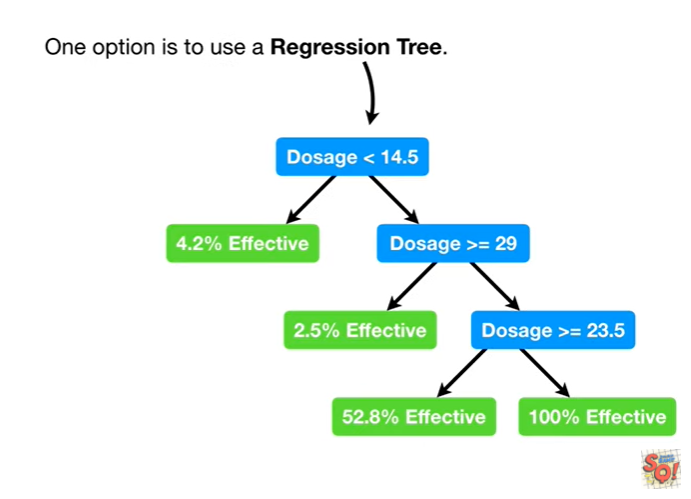 One option is to use a Regression Tree.
Dosage < 14.5
4.2% Effective
Dosage >= 29
2.5% Effective
Dosage >= 23.5
52.8% Effective
100% Effective